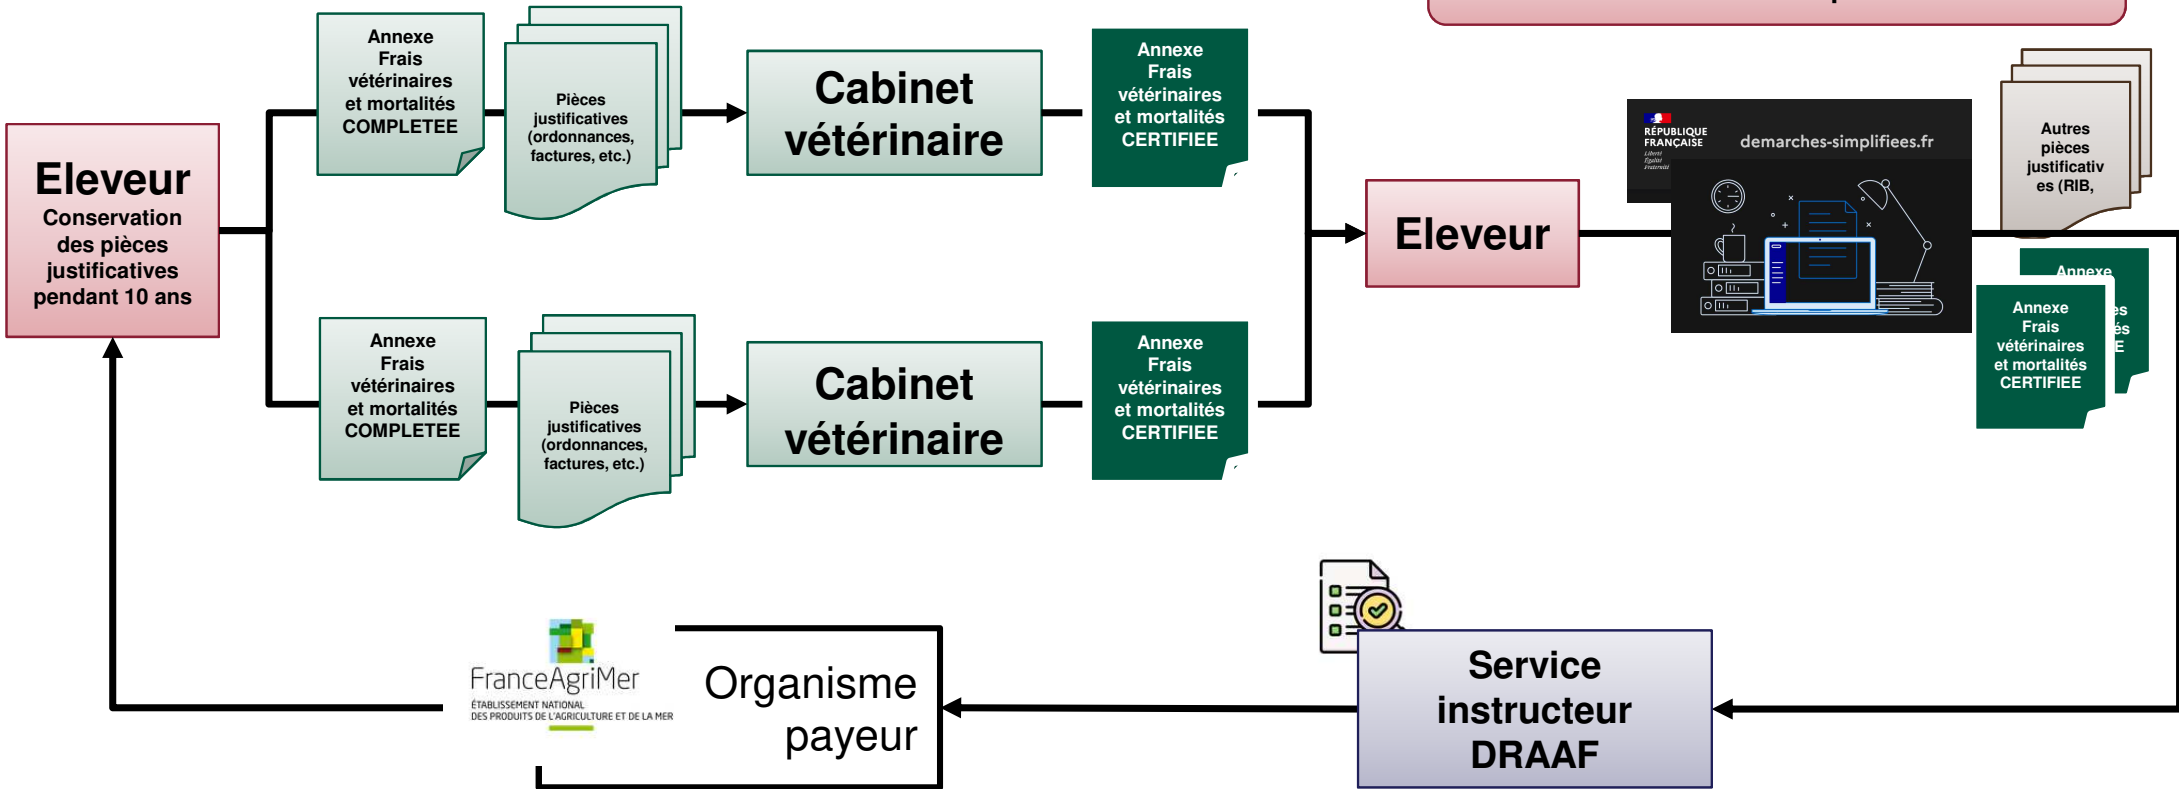 Eleveur
Conservation
des pièces
justificatives
pendant 10 ans
Annexe
Frais
vétérinaires
et mortalités
COMPLETEE
Pièces
justificatives
(ordonnances,
factures, etc.)
Cabinet
vétérinaire
Annexe
Frais
vétérinaires
et mortalités
CERTIFIEE
Annexe
Frais
vétérinaires
et mortalités
COMPLETEE
Pièces
justificatives
(ordonnances,
factures, etc.)
Cabinet
vétérinaire
Annexe
Frais
vétérinaires
et mortalités
CERTIFIEE
Eleveur
RÉPUBLIQUE
FRANÇAISE
Liberté
Égalité
Fraternité
demarches-simplifiees.fr
Autres
pièces
justificativ
es (RIB,
Annexe
Annexe
Frais
vétérinaires
et mortalités
CERTIFIEE
Service
instructeur
DRAAF
Organisme
payeur
FranceAgriMer
ÉTABLISSEMENT NATIONAL
DES PRODUITS DE L'AGRICULTURE ET DE LA MER